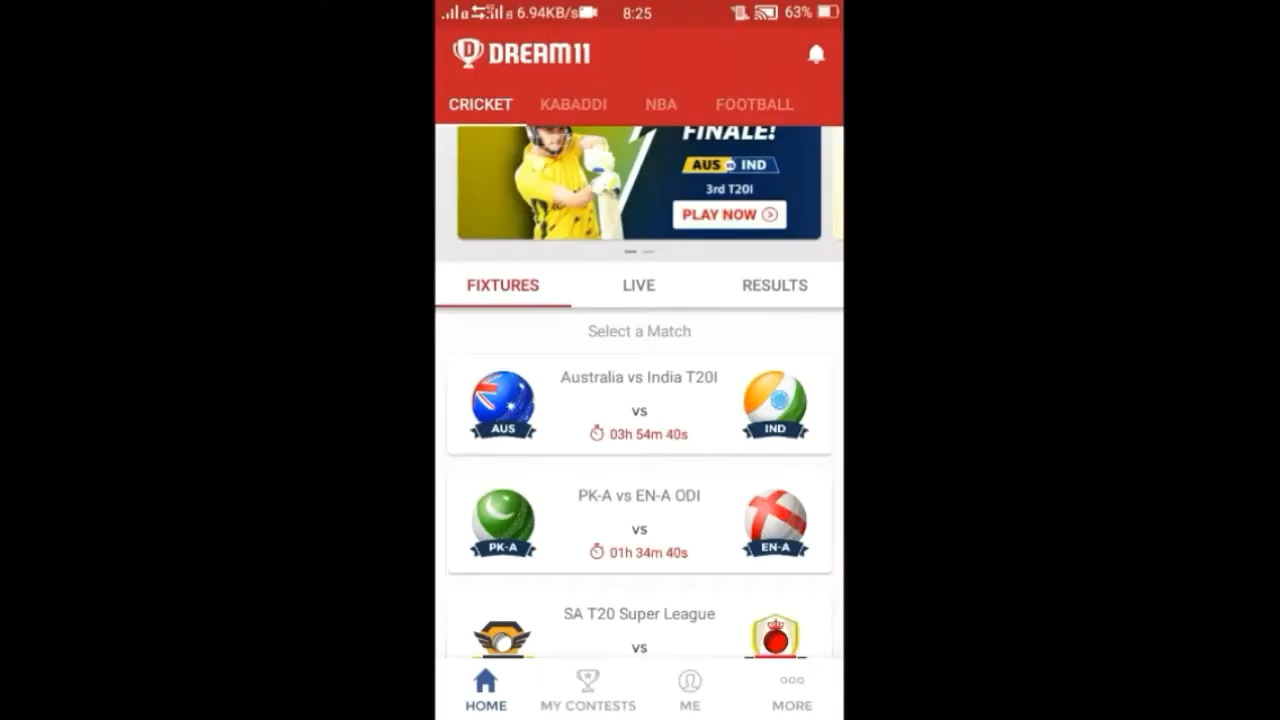 6.94KB/s 8:25 63%
DREAM11
CRICKET KABADDI NBA FOOTBALL
FINALE!
AUS vs IND
3rd T20I
PLAY NOW
FIXTURES LIVE RESULTS
Select a Match
Australia vs India T20I
vs
AUS IND
03h 54m 40s
PK-A vs EN-A ODI
vs
PK-A EN-A
01h 34m 40s
SA T20 Super League
vs
HOME MY CONTESTS ME MORE